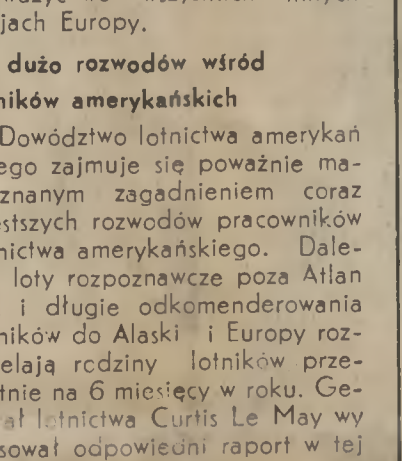 jach Europy.
dużo rozwodów wśród
ników amerykańskich
Dowództwo lotnictwa amerykań
ego zajmuje się poważnie ma-
znanym zagadnieniem coraz
estszych rozwodów pracowników
nictwa amerykańskiego. Dale-
loty rozpoznawcze poza Atlan
i długie odkomenderowania
ników do Alaski i Europy roz-
elają rodziny lotników prze-
tnie na 6 miesięcy w roku. Ge-
ał lotnictwa Curtis Le May wy
sował odpowiedni raport w tej